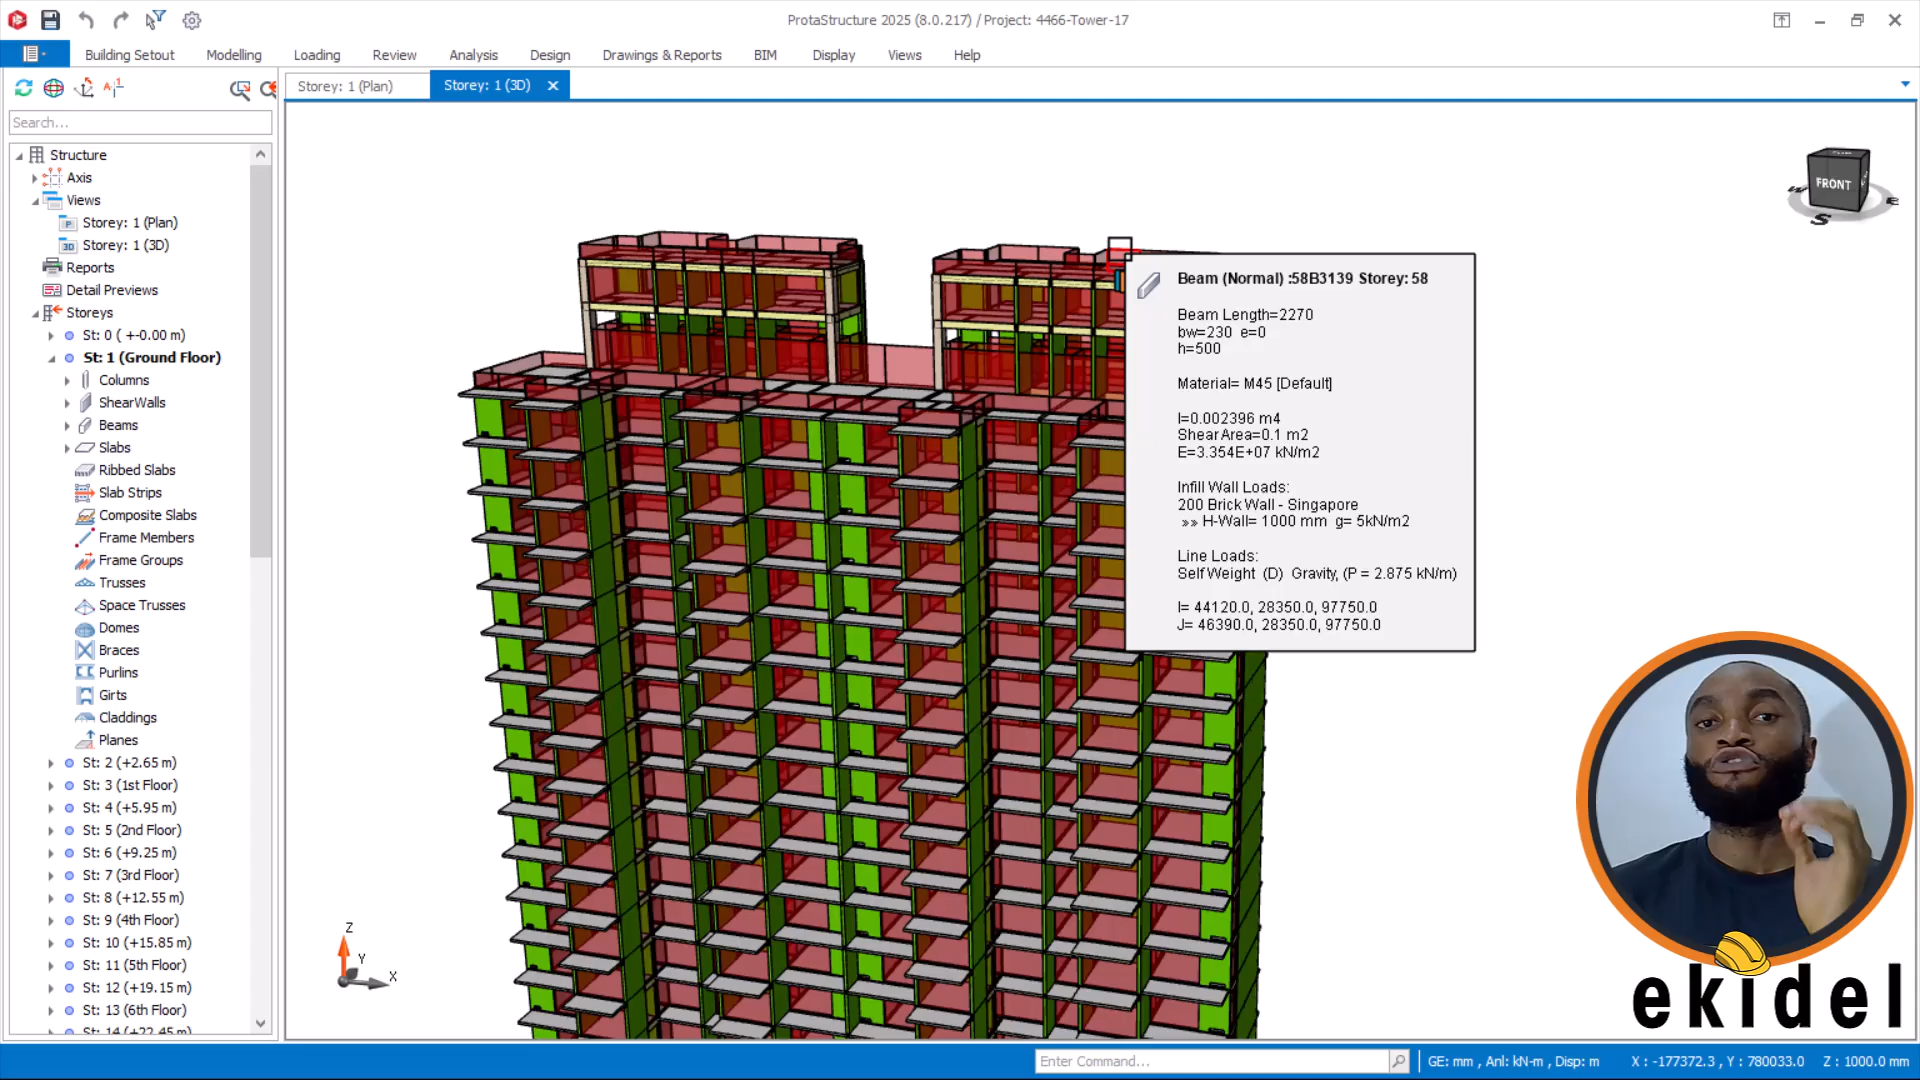 ProtaStructure 2025 (8.0.217) / Project: 4466-Tower-17
Building Setout
Modelling
Loading
Review
Analysis
Design
Drawings & Reports
BIM
Display
Views
Help
Storey: 1 (Plan)
Storey: 1 (3D)
Search...
Structure
Axis
Views
Storey: 1 (Plan)
Storey: 1 (3D)
Reports
Detail Previews
Storeys
St: 0 ( +-0.00 m)
St: 1 (Ground Floor)
Columns
ShearWalls
Beams
Slabs
Ribbed Slabs
Slab Strips
Composite Slabs
Frame Members
Frame Groups
Trusses
Space Trusses
Domes
Braces
Purlins
Girts
Claddings
Planes
St: 2 (+2.65 m)
St: 3 (1st Floor)
St: 4 (+5.95 m)
St: 5 (2nd Floor)
St: 6 (+9.25 m)
St: 7 (3rd Floor)
St: 8 (+12.55 m)
St: 9 (4th Floor)
St: 10 (+15.85 m)
St: 11 (5th Floor)
St: 12 (+19.15 m)
St: 13 (6th Floor)
St: 14 (+22.45 m)
FRONT
S
Beam (Normal) :58B3139 Storey: 58
Beam Length=2270
bw=230 e=0
h=500
Material= M45 [Default]
I=0.002396 m4
Shear Area=0.1 m2
E=3.354E+07 kN/m2
Infill Wall Loads:
200 Brick Wall - Singapore
»» H-Wall= 1000 mm g= 5kN/m2
Line Loads:
Self Weight (D) Gravity, (P = 2.875 kN/m)
I= 44120.0, 28350.0, 97750.0
J= 46390.0, 28350.0, 97750.0
Z
Y
X
ekidel
Enter Command...
GE: mm , Anl: kN-m , Disp: m
X : -177372.3 , Y : 780033.0
Z : 1000.0 mm